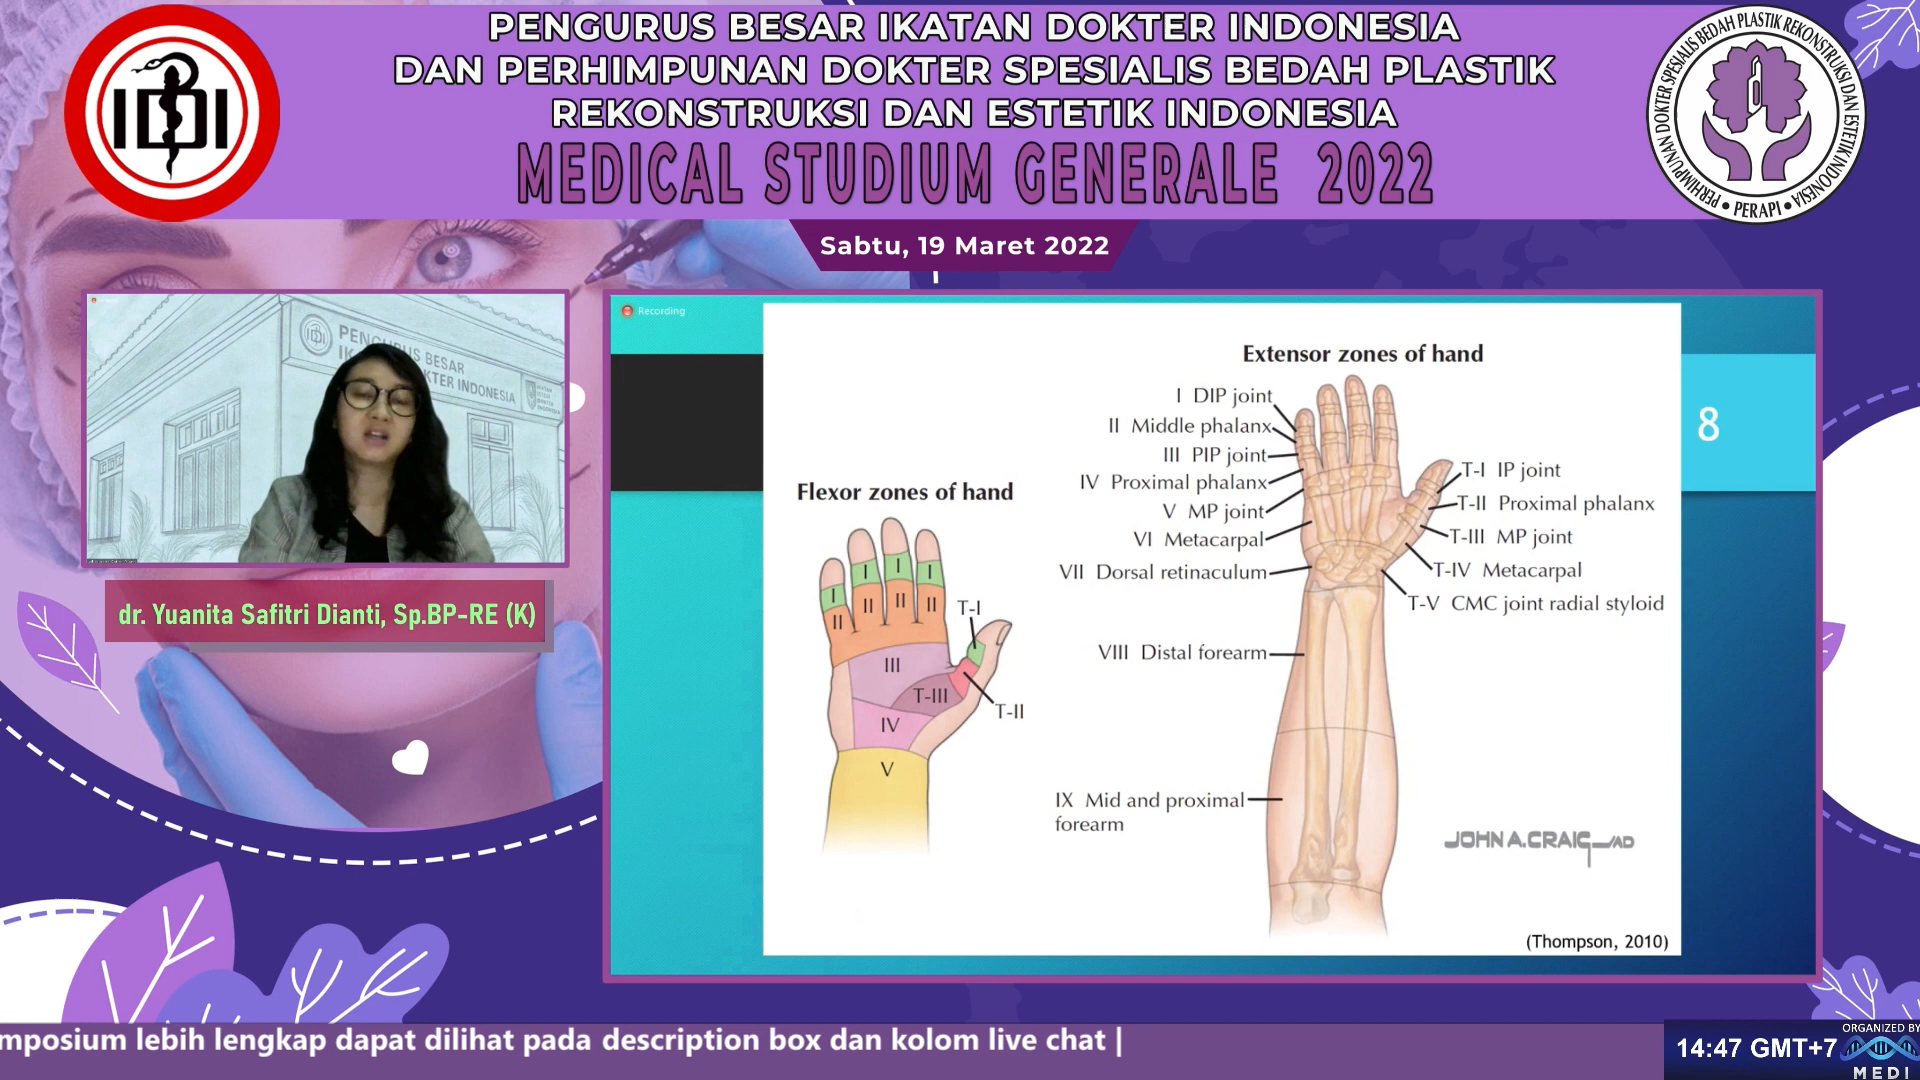 PENGURUS BESAR IKATAN DOKTER INDONESIA
DAN PERHIMPUNAN DOKTER SPESIALIS BEDAH PLASTIK
REKONSTRUKSI DAN ESTETIK INDONESIA
MEDICAL STUDIUM GENERALE 2022
IDI
PERHIMPUNAN DOKTER SPESIALIS BEDAH PLASTIK REKONSTRUKSI DAN ESTETIK INDONESIA
• PERAPI •
Sabtu, 19 Maret 2022
PENGURUS BESAR
IK KTER INDONESIA
dr. Yuanita Safitri Dianti, Sp.BP-RE (K)
Recording
8
Flexor zones of hand
I
I
I
I
II
II
II
II
T-I
III
T-III
T-II
IV
V
Extensor zones of hand
I DIP joint
II Middle phalanx
III PIP joint
IV Proximal phalanx
V MP joint
VI Metacarpal
VII Dorsal retinaculum
VIII Distal forearm
IX Mid and proximal
forearm
T-I IP joint
T-II Proximal phalanx
T-III MP joint
T-IV Metacarpal
T-V CMC joint radial styloid
JOHN A. CRAIG MD
(Thompson, 2010)
mposium lebih lengkap dapat dilihat pada description box dan kolom live chat |
14:47 GMT+7
ORGANIZED BY
MEDI